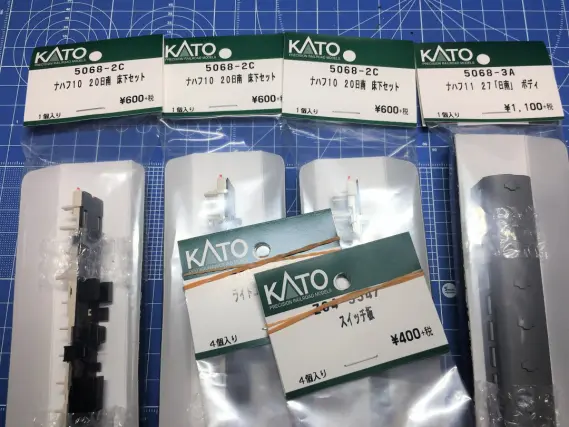 KATO
PRECISION RAILROAD MODELS
5068-2C
ナハフ10 20日南 床下セット
¥600+税
1個入り
KATO
PRECISION RAILROAD MODELS
5068-2C
ナハフ10 20日南 床下セット
¥600+税
1個入り
KATO
PRECISION RAILROAD MODELS
5068-2C
ナハフ10 20日南 床下セット
¥600+税
1個入り
KATO
PRECISION RAILROAD MODELS
5068-3A
ナハフ11 27「日南」 ボディ
¥1,100+税
1個入り
KATO
ライト
4個入り
KATO
PRECISION RAILROAD MODELS
スイッチ板
¥400+税
4個入り